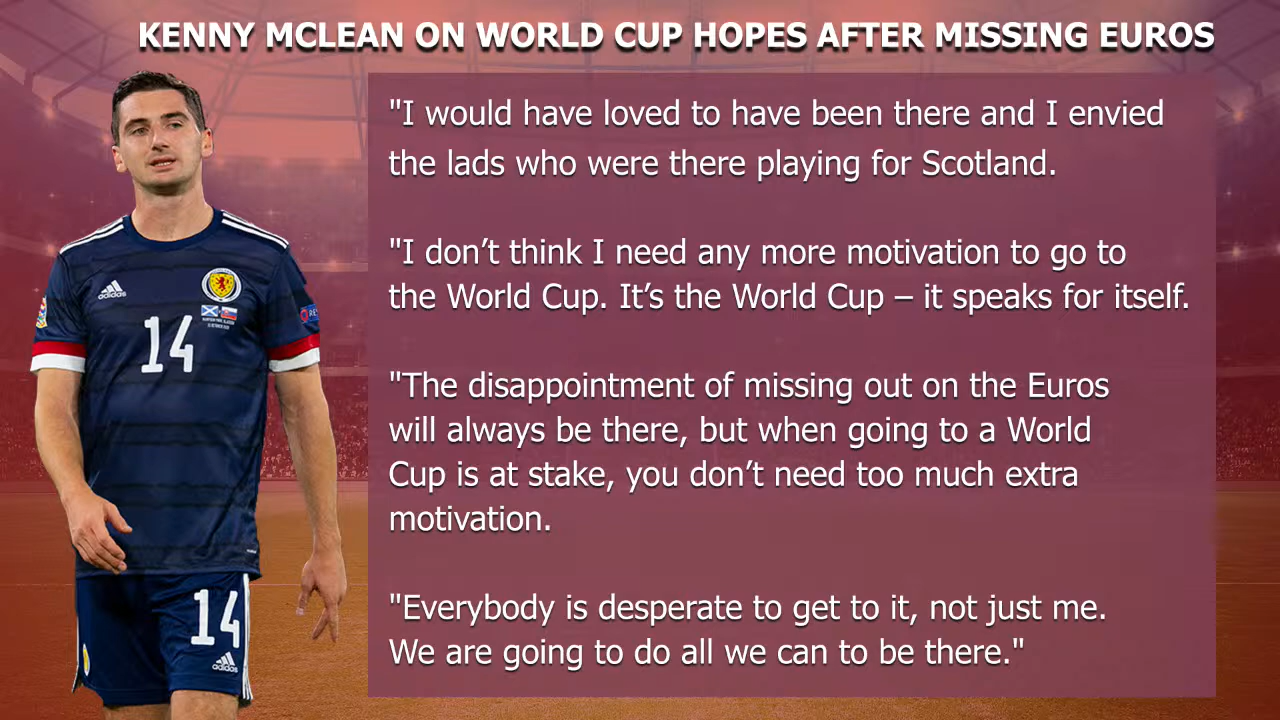 KENNY MCLEAN ON WORLD CUP HOPES AFTER MISSING EUROS
"I would have loved to have been there and I envied
the lads who were there playing for Scotland.
"I don’t think I need any more motivation to go to
the World Cup. It’s the World Cup – it speaks for itself.
"The disappointment of missing out on the Euros
will always be there, but when going to a World
Cup is at stake, you don’t need too much extra
motivation.
"Everybody is desperate to get to it, not just me.
We are going to do all we can to be there."
adidas
14
14
adidas